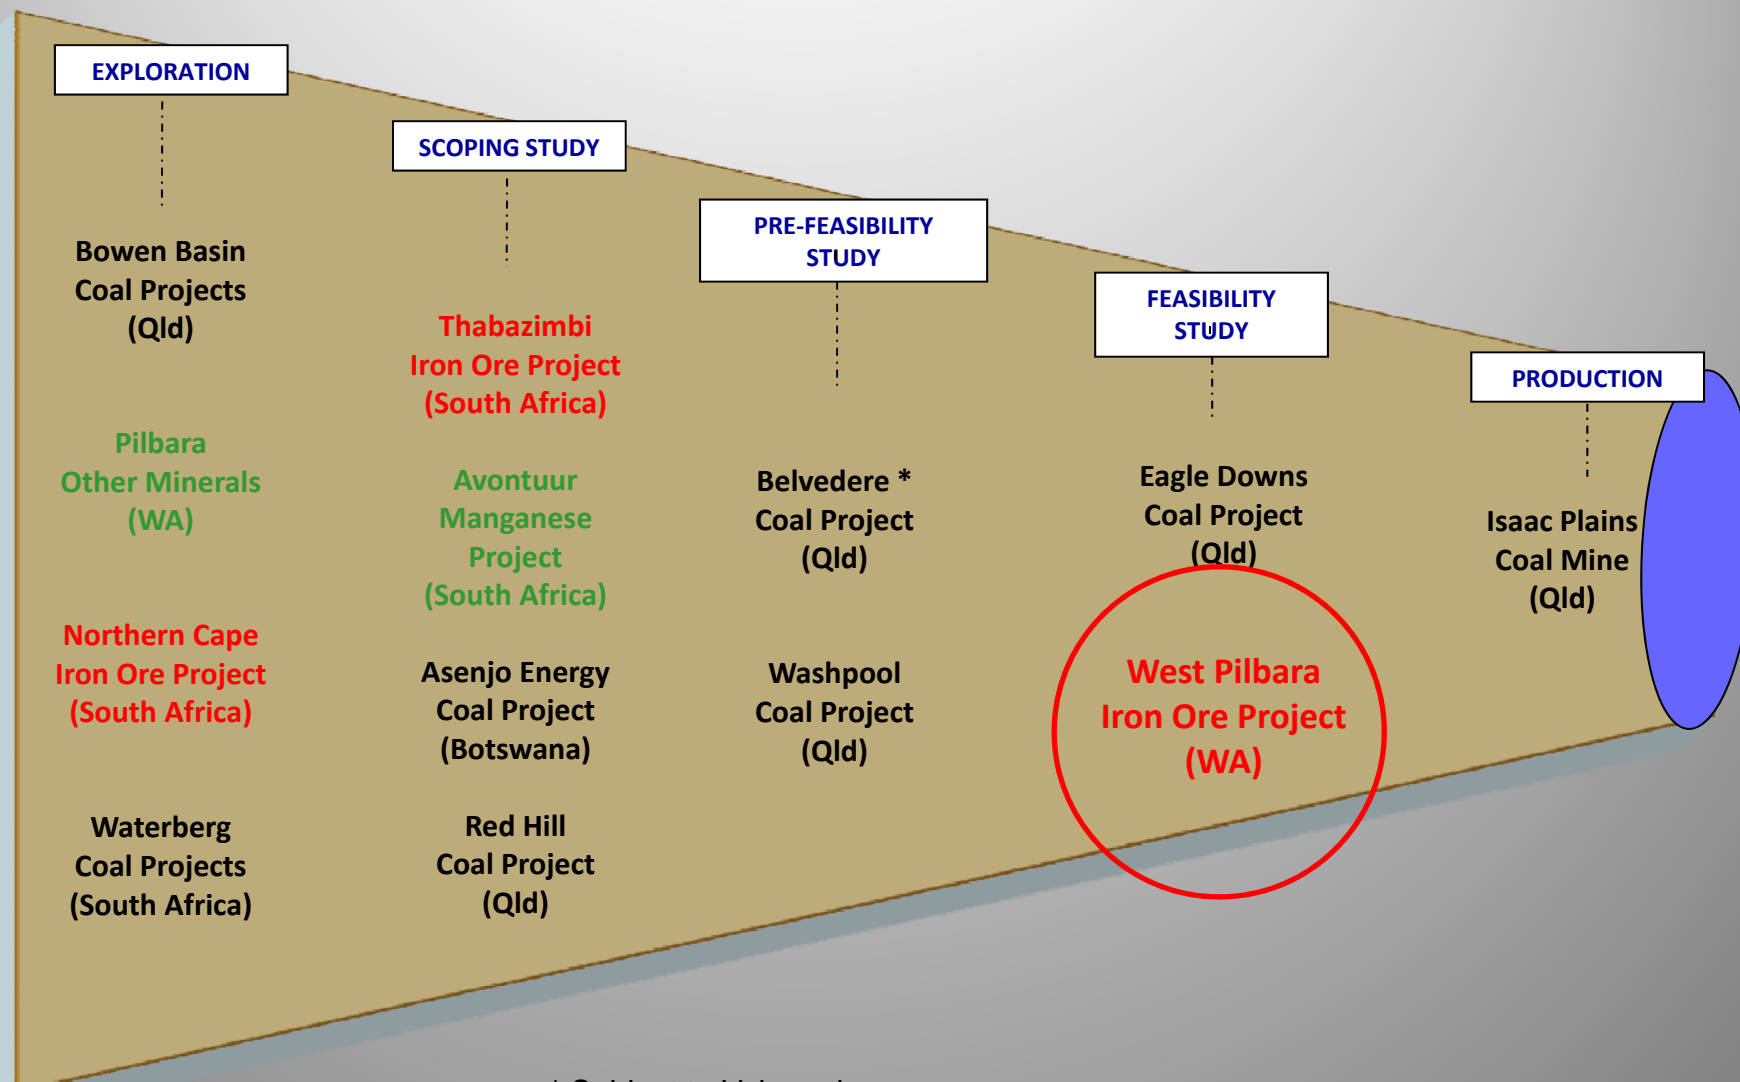 EXPLORATION
Bowen Basin
Coal Projects
(Qld)
Pilbara
Other Minerals
(WA)
Northern Cape
Iron Ore Project
(South Africa)
Waterberg
Coal Projects
(South Africa)
SCOPING STUDY
Thabazimbi
Iron Ore Project
(South Africa)
Avontuur
Manganese
Project
(South Africa)
Asenjo Energy
Coal Project
(Botswana)
Red Hill
Coal Project
(Qld)
PRE-FEASIBILITY
STUDY
Belvedere *
Coal Project
(Qld)
Washpool
Coal Project
(Qld)
FEASIBILITY
STUDY
Eagle Downs
Coal Project
(Qld)
West Pilbara
Iron Ore Project
(WA)
PRODUCTION
Isaac Plains
Coal Mine
(Qld)